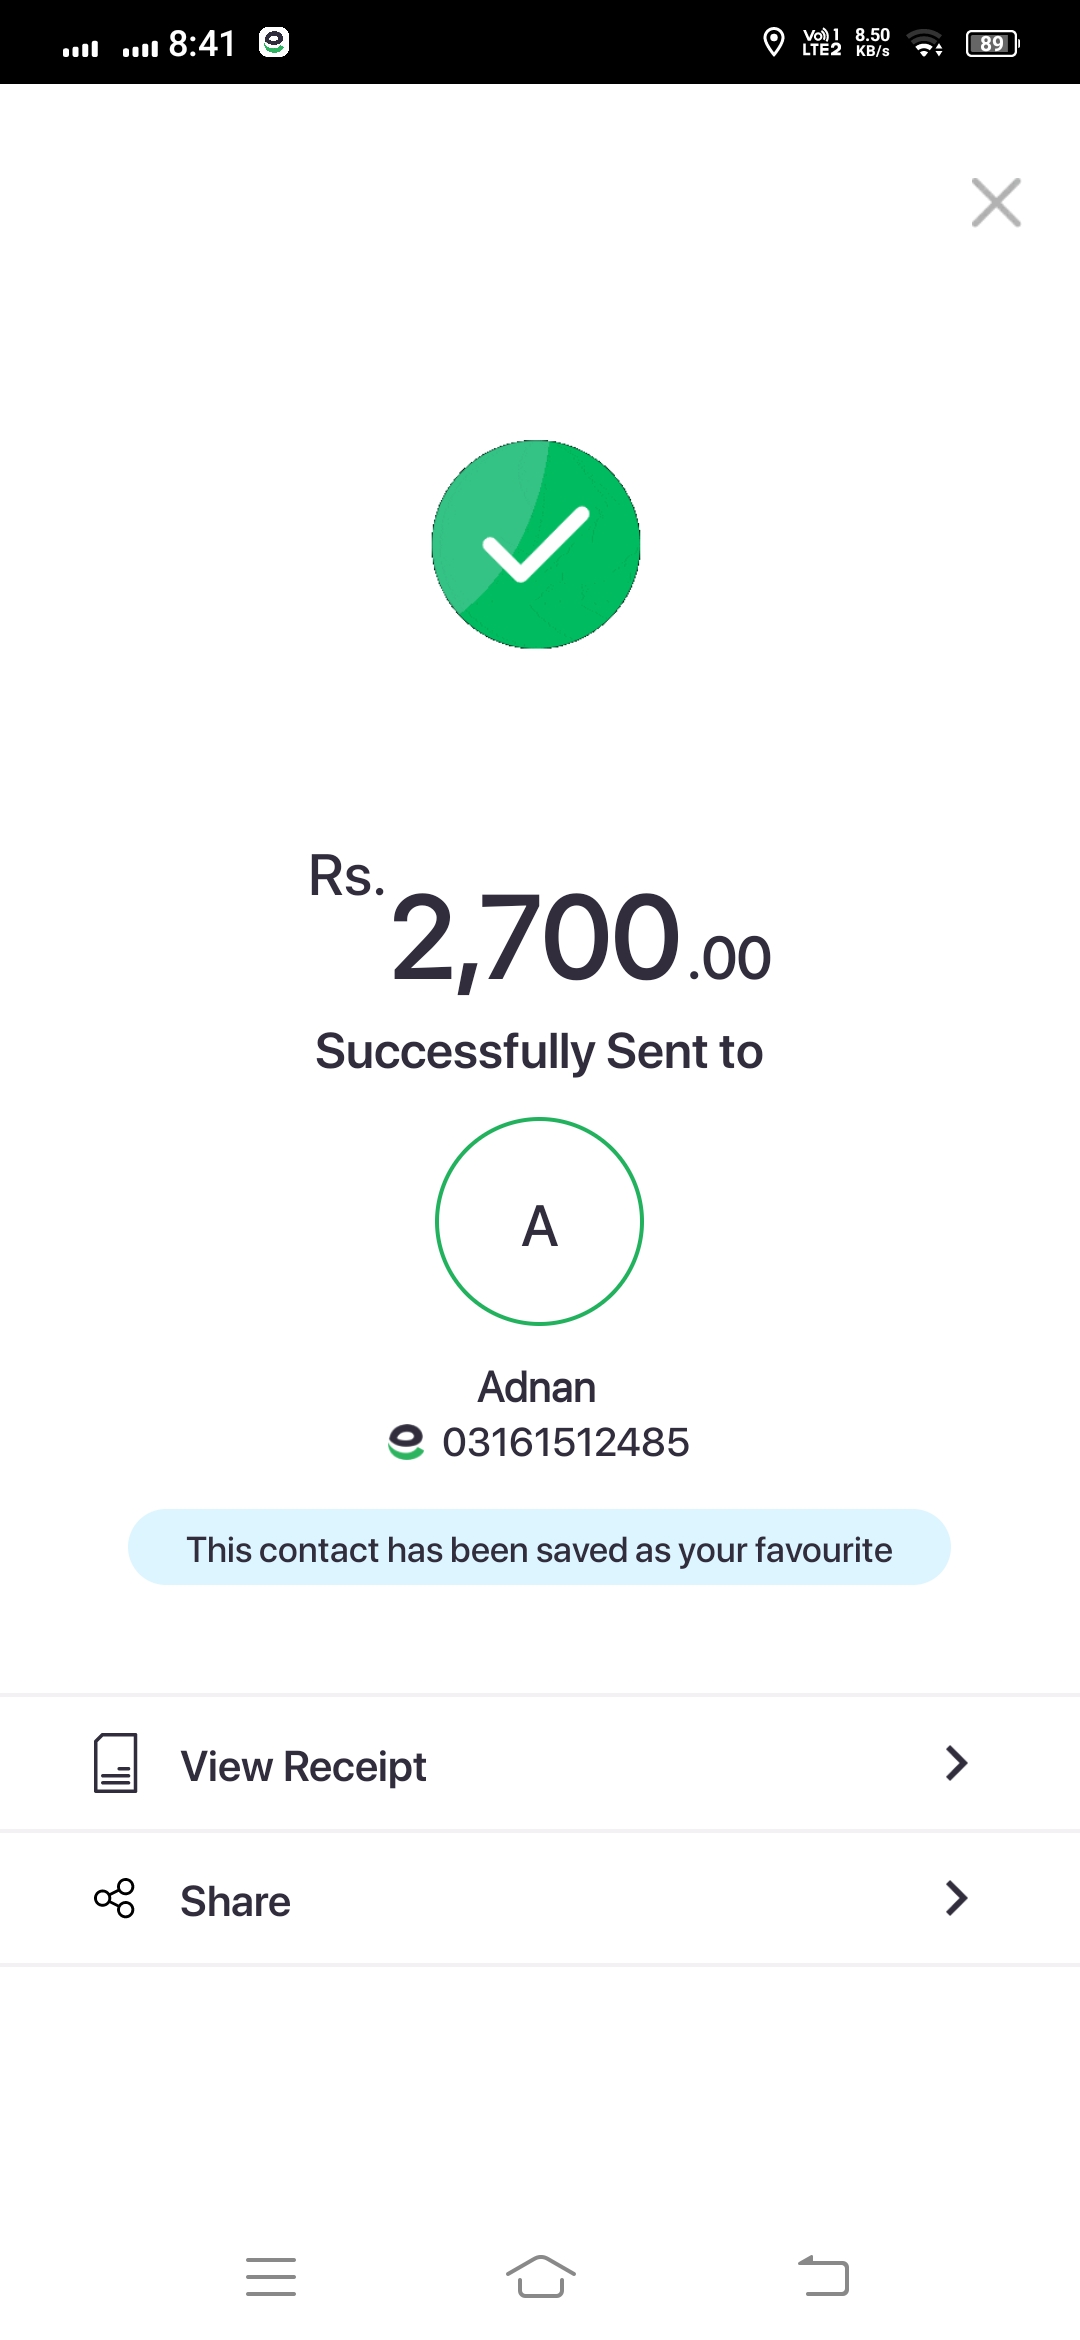 8:41
Vo)) 1 8.50
LTE2 KB/s
89
Rs. 2,700.00
Successfully Sent to
A
Adnan
03161512485
This contact has been saved as your favourite
View Receipt
Share